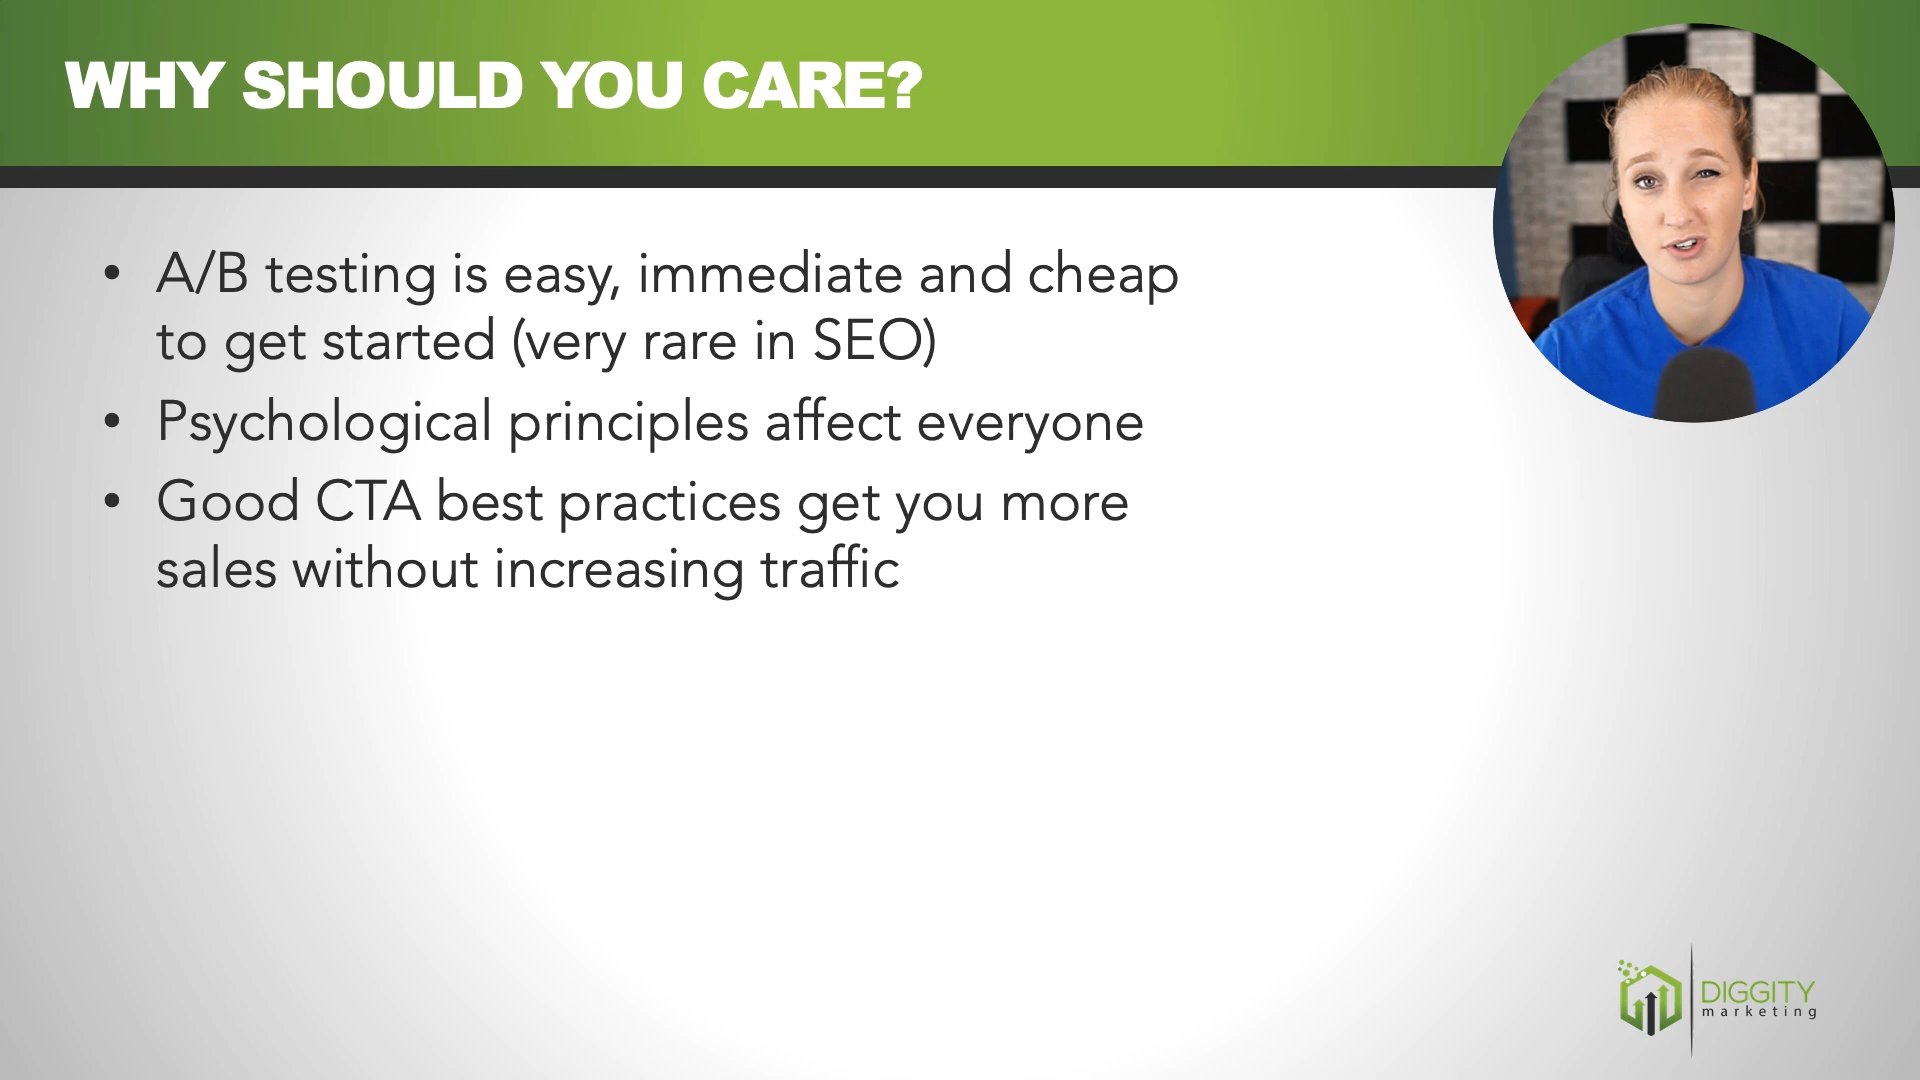 WHY SHOULD YOU CARE?
• A/B testing is easy, immediate and cheap
to get started (very rare in SEO)
• Psychological principles affect everyone
• Good CTA best practices get you more
sales without increasing traffic
DIGGITY
marketing